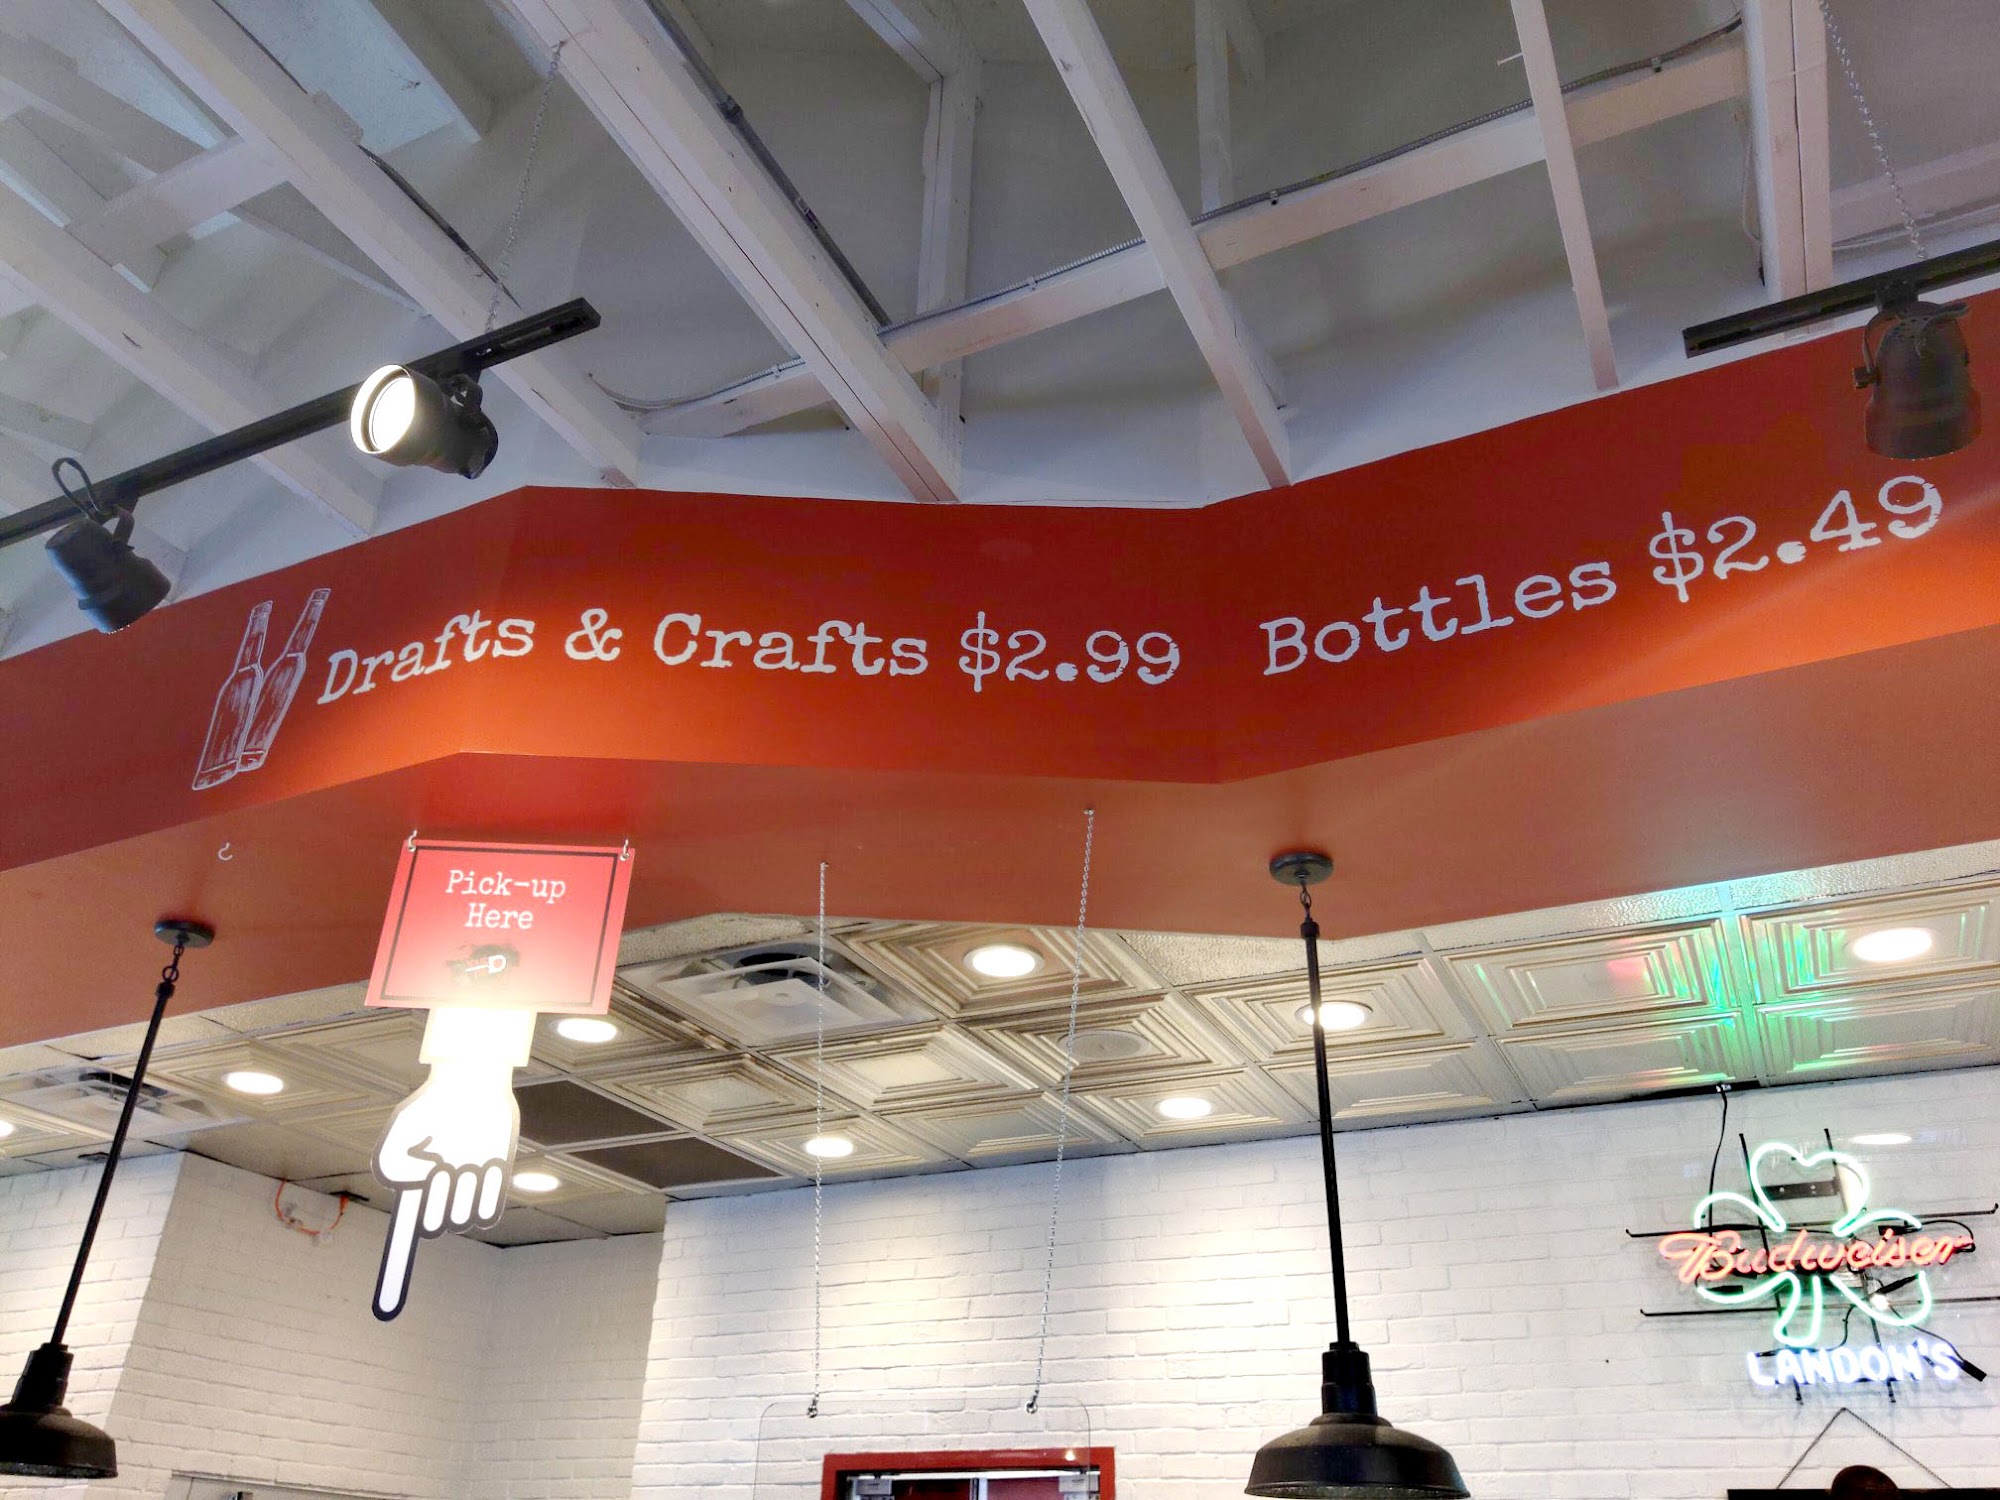 Drafts & Crafts $2.99 Bottles $2.49
Pick-up
Here
Budweiser
LANDON'S